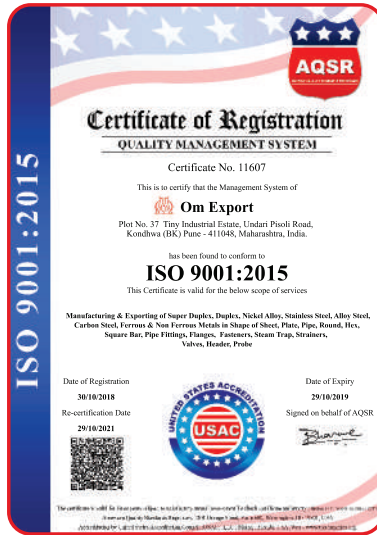 AQSR
Certificate of Registration
QUALITY MANAGEMENT SYSTEM
Certificate No. 11607
This is to certify that the Management System of
Om Export
Plot No. 37 Tiny Industrial Estate, Undari Pisoli Road,
Kondhwa (BK) Pune - 411048, Maharashtra, India.
has been found to conform to
ISO 9001:2015
This Certificate is valid for the below scope of services
Manufacturing & Exporting of Super Duplex, Duplex, Nickel Alloy, Stainless Steel, Alloy Steel,
Carbon Steel, Ferrous & Non Ferrous Metals in Shape of Sheet, Plate, Pipe, Round, Hex,
Square Bar, Pipe Fittings, Flanges, Fasteners, Steam Trap, Strainers,
Valves, Header, Probe
Date of Registration
30/10/2018
Re-certification Date
29/10/2021
UNITED STATES ACCREDITATION
USAC
Date of Expiry
29/10/2019
Signed on behalf of AQSR
ISO 9001:2015